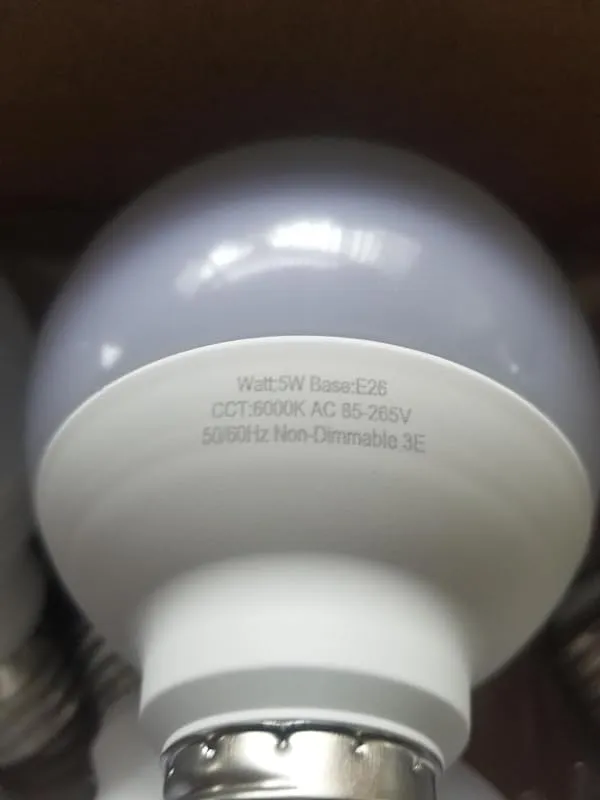 Watt:5W Base:E26
CCT:6000K AC 85-265V
50/60Hz Non-Dimmable 3E